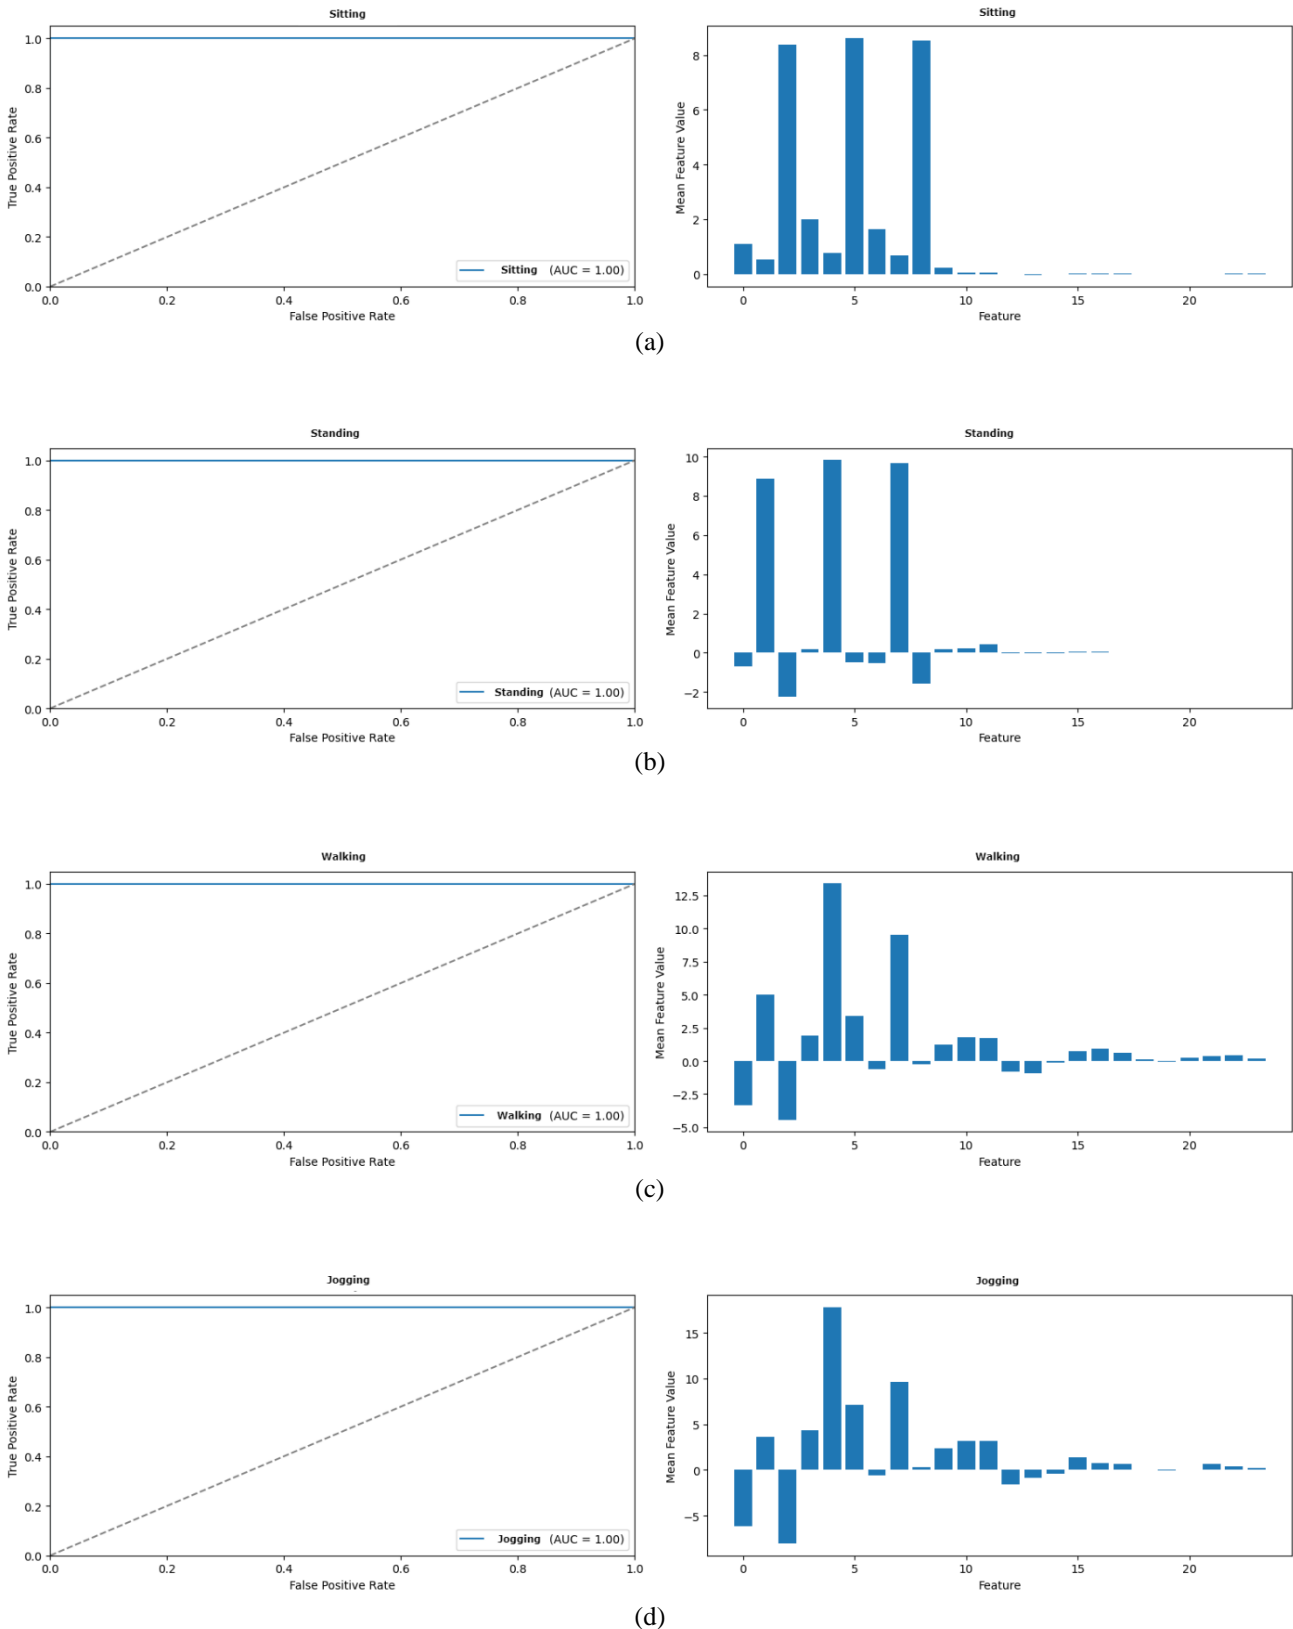 Sitting
1.0
0.8
0.6
0.4
0.2
0.0
True Positive Rate
Sitting (AUC = 1.00)
0.0 0.2 0.4 0.6 0.8 1.0
False Positive Rate
Sitting
8
6
4
2
0
Mean Feature Value
0 5 10 15 20
Feature
(a)
Standing
1.0
0.8
0.6
0.4
0.2
0.0
True Positive Rate
Standing (AUC = 1.00)
0.0 0.2 0.4 0.6 0.8 1.0
False Positive Rate
Standing
10
8
6
4
2
0
−2
Mean Feature Value
0 5 10 15 20
Feature
(b)
Walking
1.0
0.8
0.6
0.4
0.2
0.0
True Positive Rate
Walking (AUC = 1.00)
0.0 0.2 0.4 0.6 0.8 1.0
False Positive Rate
Walking
12.5
10.0
7.5
5.0
2.5
0.0
−2.5
−5.0
Mean Feature Value
0 5 10 15 20
Feature
(c)
Jogging
1.0
0.8
0.6
0.4
0.2
0.0
True Positive Rate
Jogging (AUC = 1.00)
0.0 0.2 0.4 0.6 0.8 1.0
False Positive Rate
Jogging
15
10
5
0
−5
Mean Feature Value
0 5 10 15 20
Feature
(d)